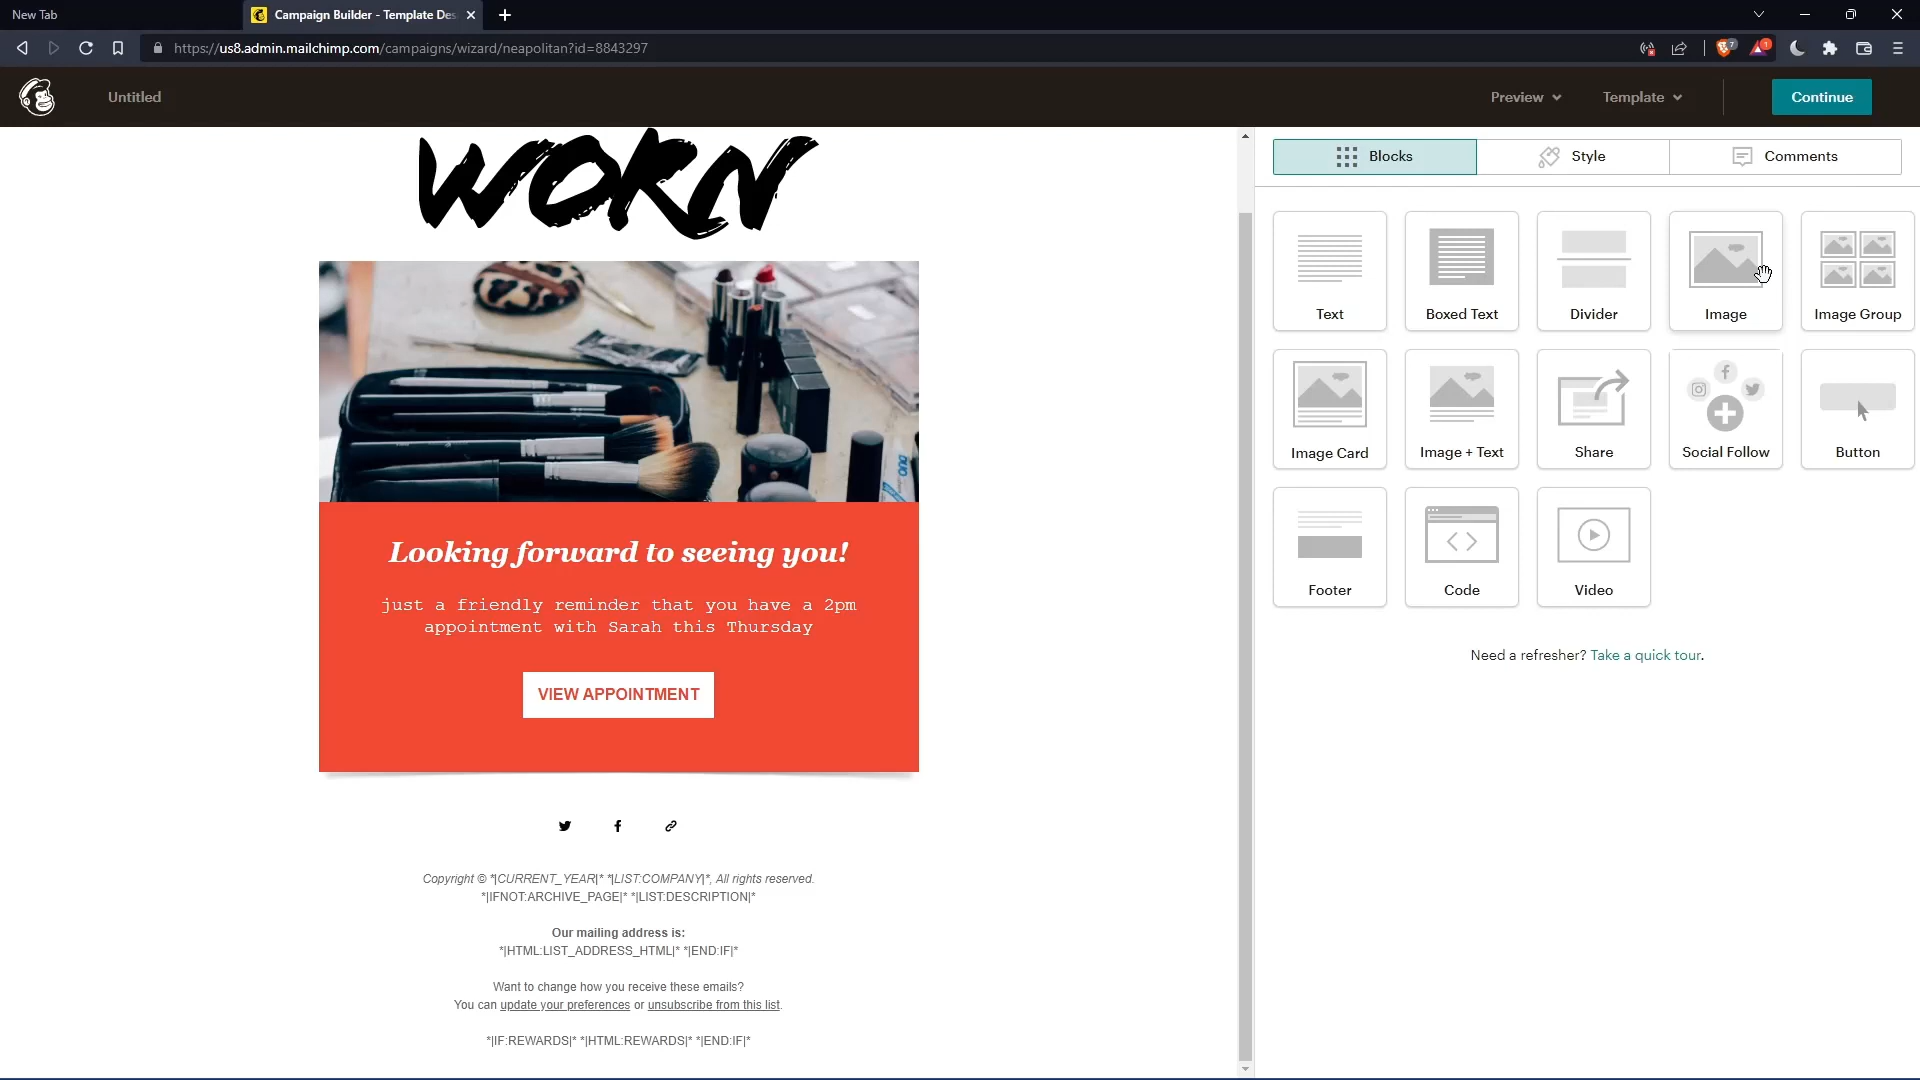 New Tab
Campaign Builder - Template Des
https://us8.admin.mailchimp.com/campaigns/wizard/neapolitan?id=8843297
7
1
Untitled
Preview
Template
Continue
WORN
Looking forward to seeing you!
just a friendly reminder that you have a 2pm
appointment with Sarah this Thursday
VIEW APPOINTMENT
Copyright © *|CURRENT_YEAR|* *|LIST:COMPANY|*, All rights reserved.
*|IFNOT:ARCHIVE_PAGE|* *|LIST:DESCRIPTION|*
Our mailing address is:
*|HTML:LIST_ADDRESS_HTML|* *|END:IF|*
Want to change how you receive these emails?
You can update your preferences or unsubscribe from this list.
*|IF:REWARDS|* *|HTML:REWARDS|* *|END:IF|*
Blocks
Style
Comments
Text
Boxed Text
Divider
Image
Image Group
Image Card
Image + Text
Share
Social Follow
Button
Footer
Code
Video
Need a refresher? Take a quick tour.